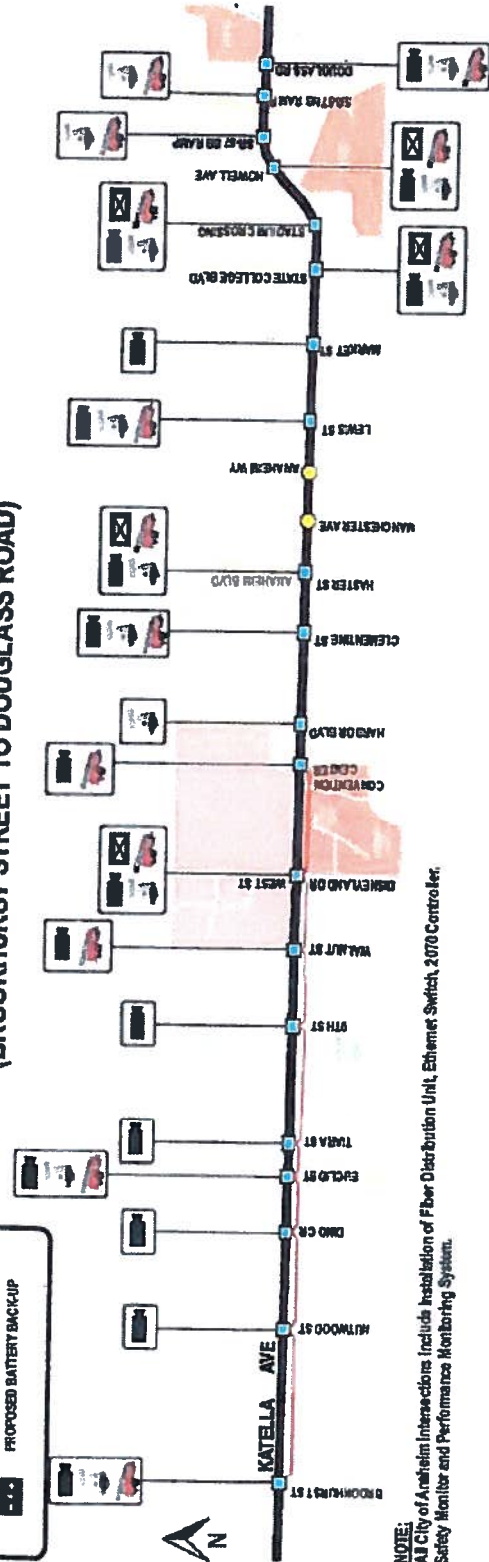 (BROOKHURST STREET TO DOUGLASS ROAD)
PROPOSED BATTERY BACK-UP
N
KATELLA AVE
BROOKHURST ST
NUTWOOD ST
DINO CR
EUCLID ST
TIARA ST
9TH ST
WALNUT ST
DISNEYLAND DR
WEST ST
CONVENTION
CENTER
HARBOR BLVD
CLEMENTINE ST
HASTER ST
ANAHEIM BLVD
MANCHESTER AVE
ANAHEIM WY
LEWIS ST
MARKET ST
STATE COLLEGE BLVD
STADIUM CROSSING
HOWELL AVE
SR-57 SB RAMP
SR-57 NB RAMP
DOUGLASS RD
NOTE:
All City of Anaheim Intersections Include Installation of Fiber Distribution Unit, Ethernet Switch, 2070 Controller,
Safety Monitor and Performance Monitoring System.